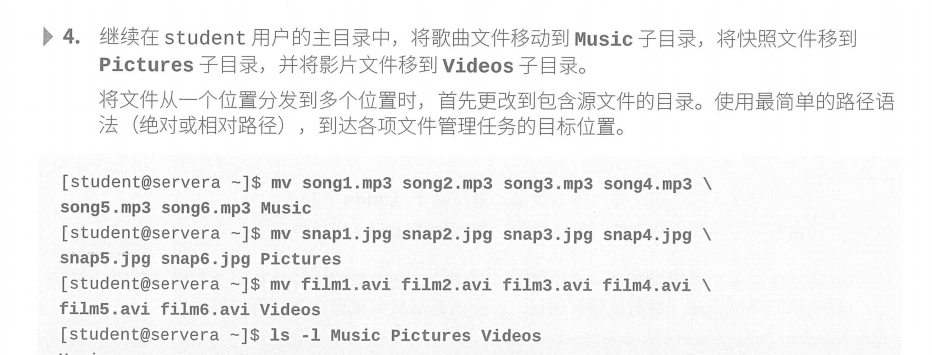 4. 继续在 student 用户的主目录中，将歌曲文件移动到 Music 子目录，将快照文件移到
Pictures 子目录，并将影片文件移到 Videos 子目录。
将文件从一个位置分发到多个位置时，首先更改到包含源文件的目录。使用最简单的路径语
法（绝对或相对路径），到达各项文件管理任务的目标位置。
[student@servera ~]$ mv song1.mp3 song2.mp3 song3.mp3 song4.mp3 \
song5.mp3 song6.mp3 Music
[student@servera ~]$ mv snap1.jpg snap2.jpg snap3.jpg snap4.jpg \
snap5.jpg snap6.jpg Pictures
[student@servera ~]$ mv film1.avi film2.avi film3.avi film4.avi \
film5.avi film6.avi Videos
[student@servera ~]$ ls -l Music Pictures Videos